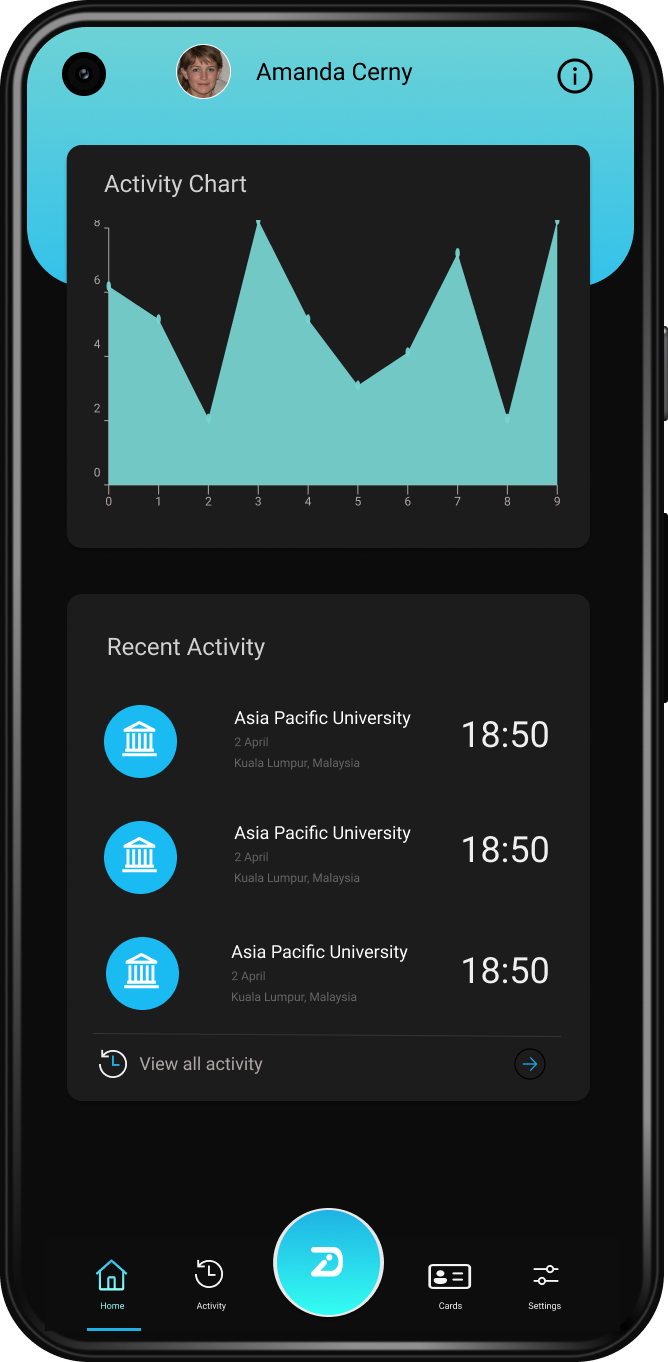 Amanda Cerny
Activity Chart
8
6
4
2
0
0 1 2 3 4 5 6 7 8 9
Recent Activity
Asia Pacific University
2 April
Kuala Lumpur, Malaysia
18:50
Asia Pacific University
2 April
Kuala Lumpur, Malaysia
18:50
Asia Pacific University
2 April
Kuala Lumpur, Malaysia
18:50
View all activity
Home Activity Cards Settings